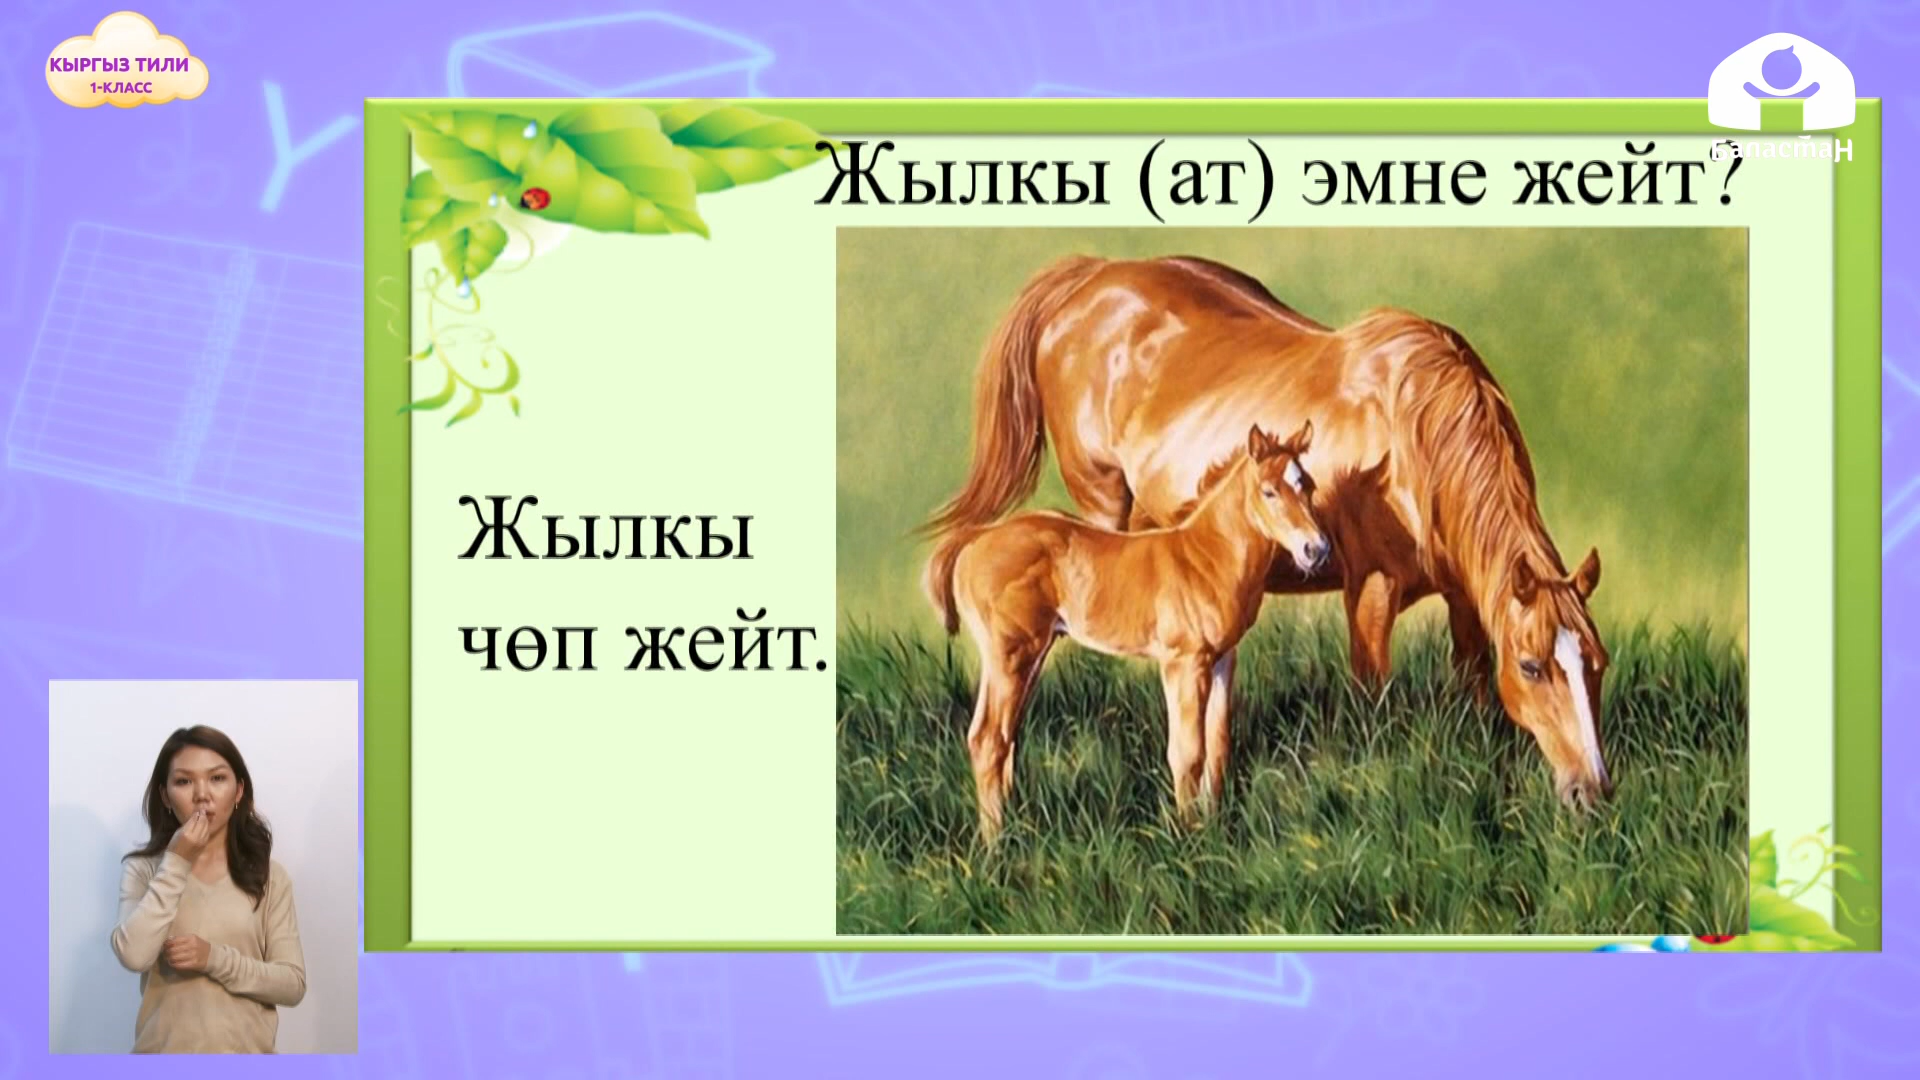 КЫРГЫЗ ТИЛИ
1-КЛАСС
Баластан
Жылкы (ат) эмне жейт?
Жылкы
чөп жейт.